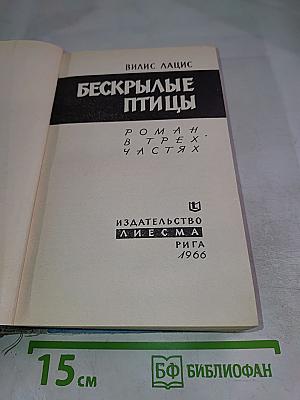 ВИЛИС ЛАЦИС
БЕСКРЫЛЫЕ
ПТИЦЫ
РОМАН
В ТРЕХ
ЧАСТЯХ
ИЗДАТЕЛЬСТВО
ЛИЕСМА
РИГА
1966
15 см
БФ БИБЛИОФАН